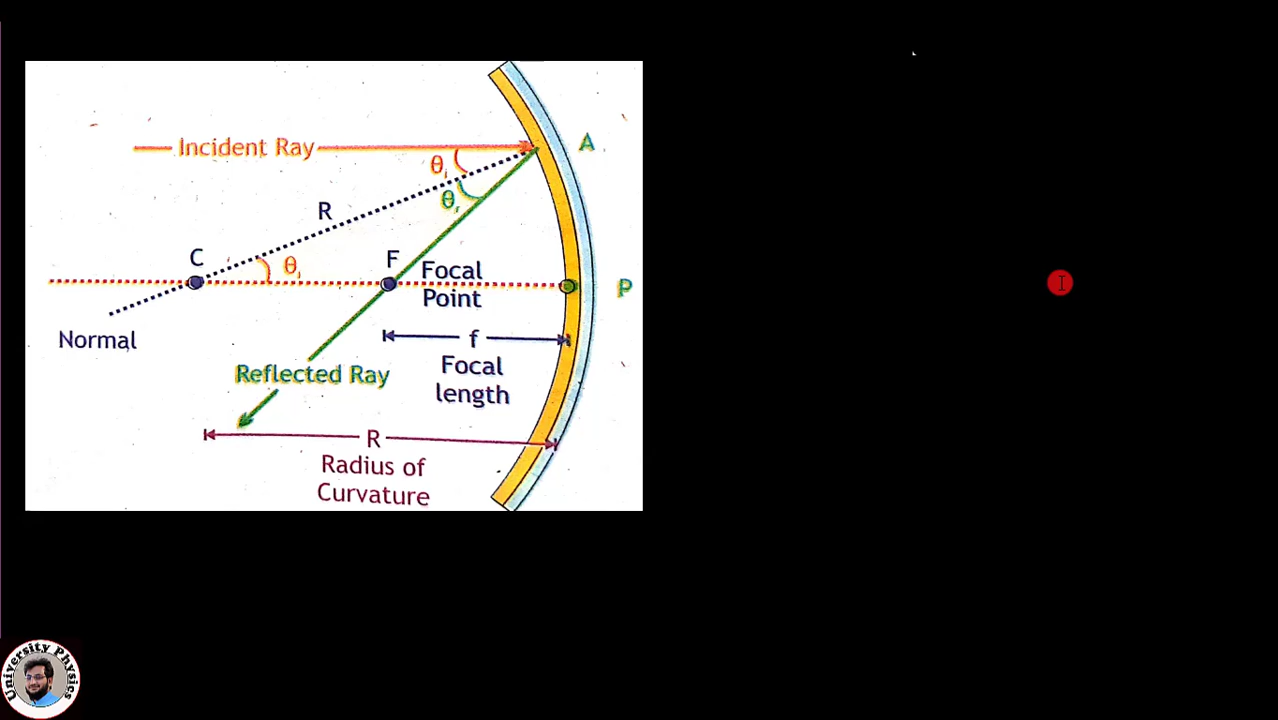 Incident Ray
A
θi
θr
R
C
θi
F
Focal
Point
P
Normal
f
Focal
length
Reflected Ray
R
Radius of
Curvature
University Physics